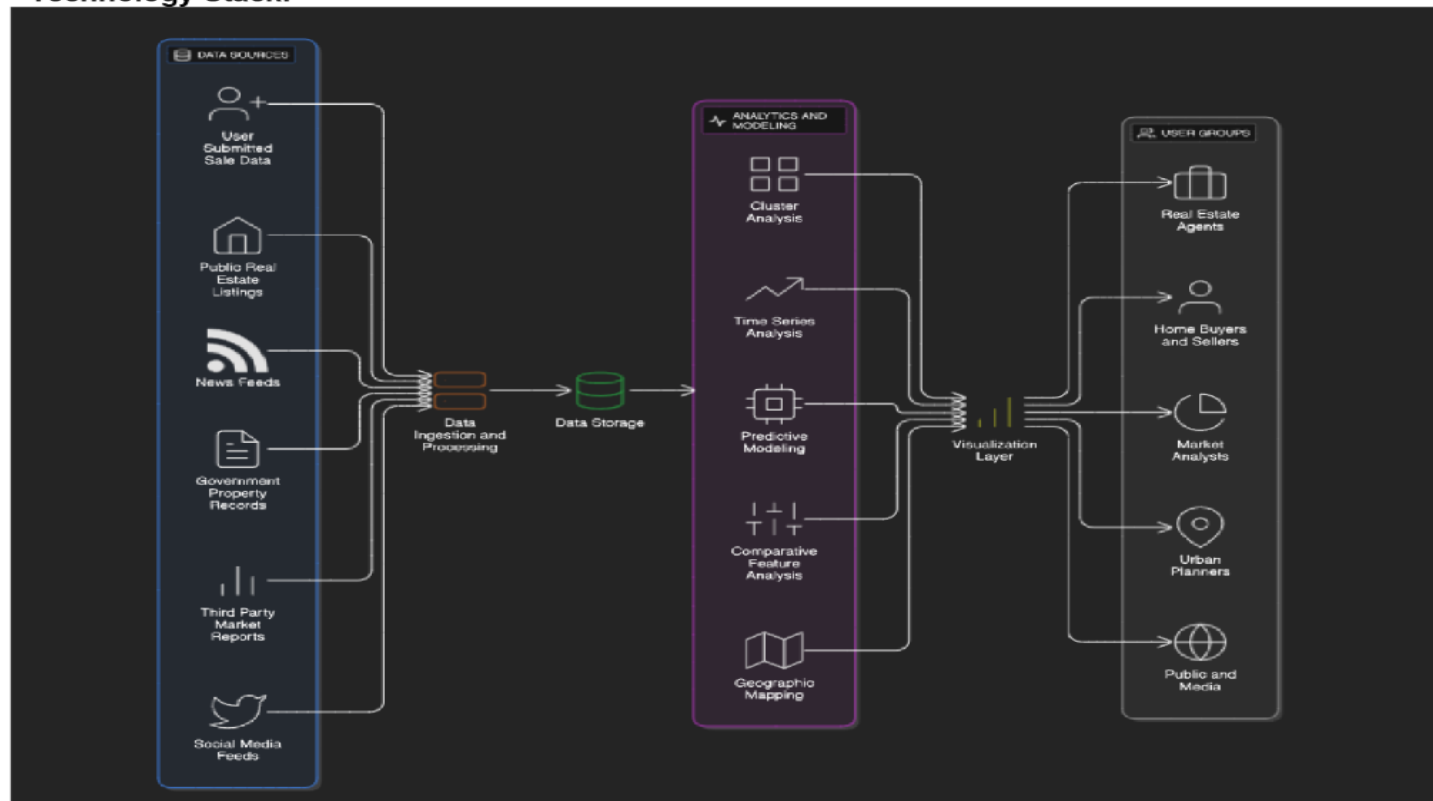 Technology Stack:
DATA SOURCES
User
Submitted
Sale Data
Public Real
Estate
Listings
News Feeds
Government
Property
Records
Third Party
Market
Reports
Social Media
Feeds
Data
Ingestion and
Processing
Data Storage
ANALYTICS AND
MODELING
Cluster
Analysis
Time Series
Analysis
Predictive
Modeling
Comparative
Feature
Analysis
Geographic
Mapping
Visualization
Layer
USER GROUPS
Real Estate
Agents
Home Buyers
and Sellers
Market
Analysts
Urban
Planners
Public and
Media